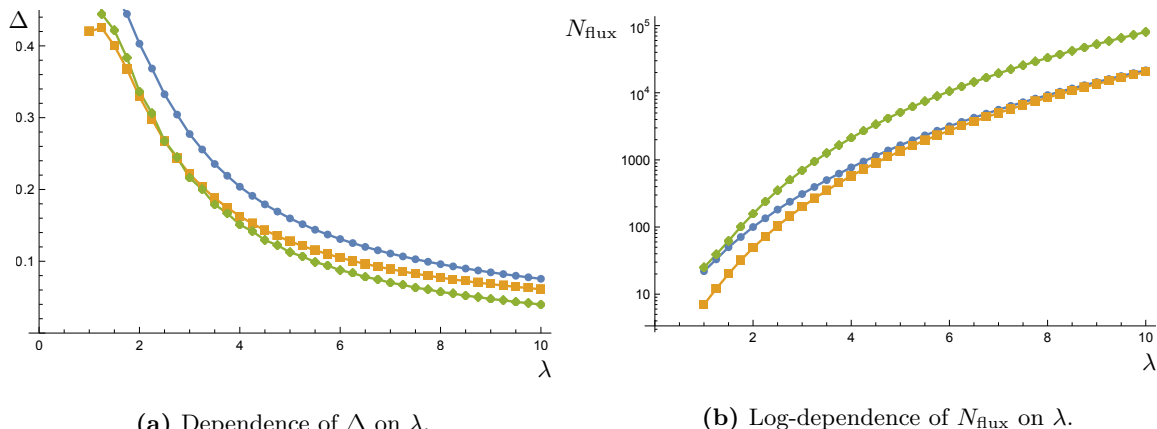 Δ
0.4
0.3
0.2
0.1
0 2 4 6 8 10
λ
(a) Dependence of Δ on λ.
N_flux
10^5
10^4
1000
100
10
2 4 6 8 10
λ
(b) Log-dependence of N_flux on λ.